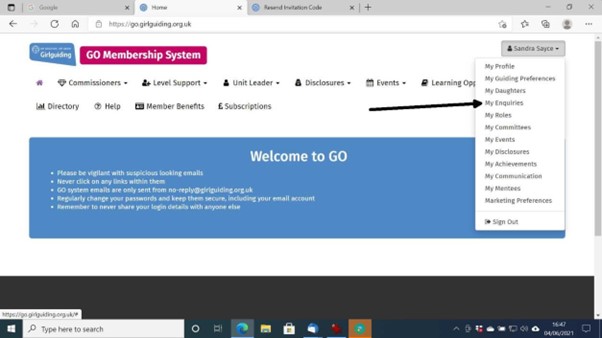 Google
Home
Resend Invitation Code
https://go.girlguiding.org.uk
Girlguiding
GO Membership System
Sandra Sayce
Commissioners
Level Support
Unit Leader
Disclosures
Events
Learning Opp
Directory
Help
Member Benefits
£ Subscriptions
My Profile
My Guiding Preferences
My Daughters
My Enquiries
My Roles
My Committees
My Events
My Disclosures
My Achievements
My Communication
My Mentees
Marketing Preferences
Sign Out
Welcome to GO
Please be vigilant with suspicious looking emails
Never click on any links within them
GO system emails are only sent from no-reply@girlguiding.org.uk
Regularly change your passwords and keep them secure, including your email account
Remember to never share your login details with anyone else
https://go.girlguiding.org.uk/#
Type here to search
16:47
04/06/2021